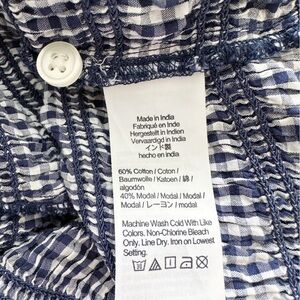 Made in India
Fabriqué en Inde
Hergestellt in Indien
Vervaardigd in India
インド製
hecho en India
60% Cotton / Coton /
Baumwolle / Katoen / 綿 /
algodón
40% Modal / Modal / Modal /
Modal / レーヨン / modal
Machine Wash Cold With Like
Colors. Non-Chlorine Bleach
Only. Line Dry. Iron on Lowest
Setting.